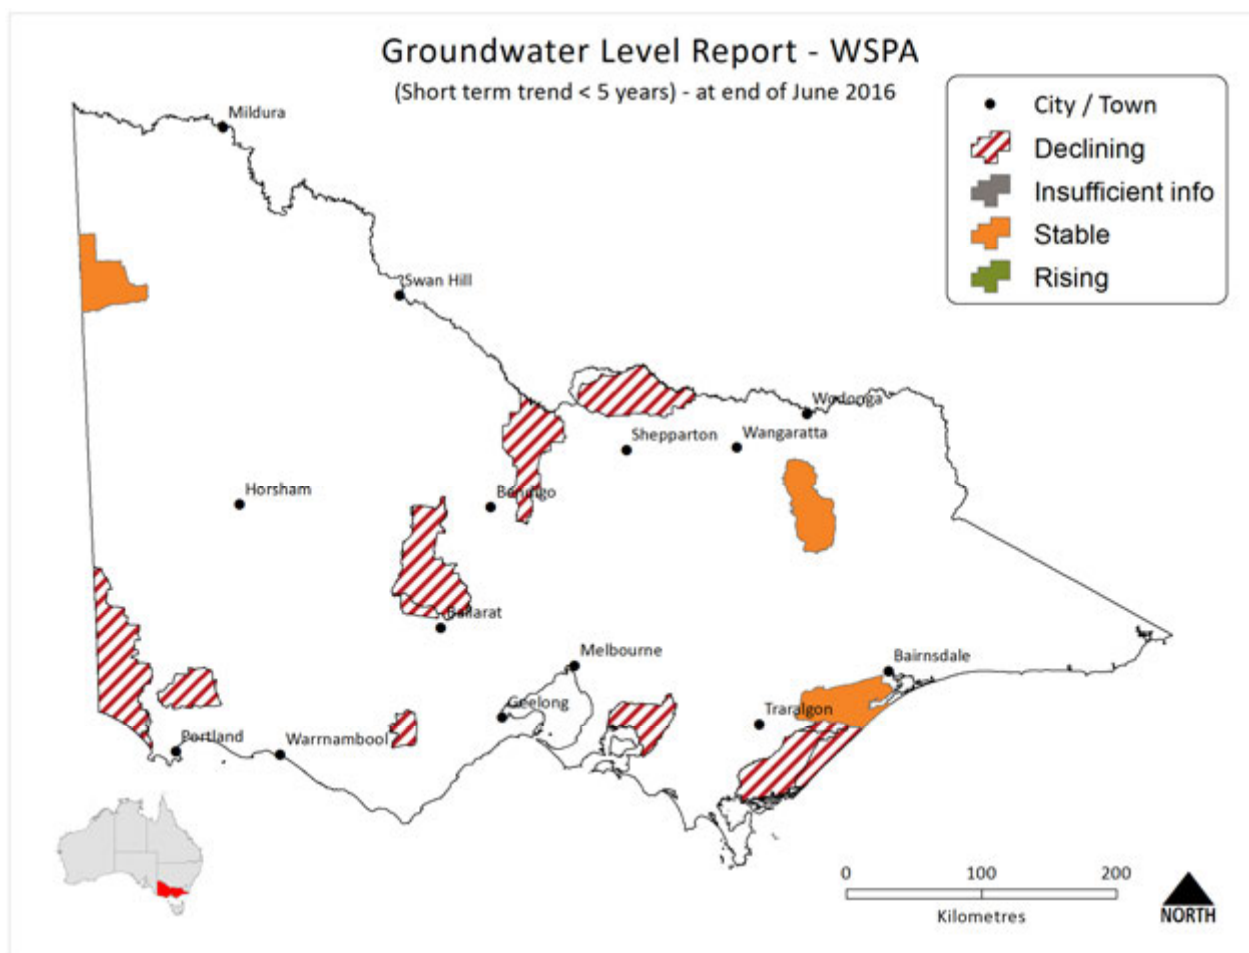 Groundwater Level Report - WSPA
(Short term trend < 5 years) - at end of June 2016
City / Town
Declining
Insufficient info
Stable
Rising
Mildura
Swan Hill
Wodonga
Shepparton
Wangaratta
Horsham
Bendigo
Ballarat
Melbourne
Bairnsdale
Geelong
Traralgon
Portland
Warrnambool
0 100 200
Kilometres
NORTH